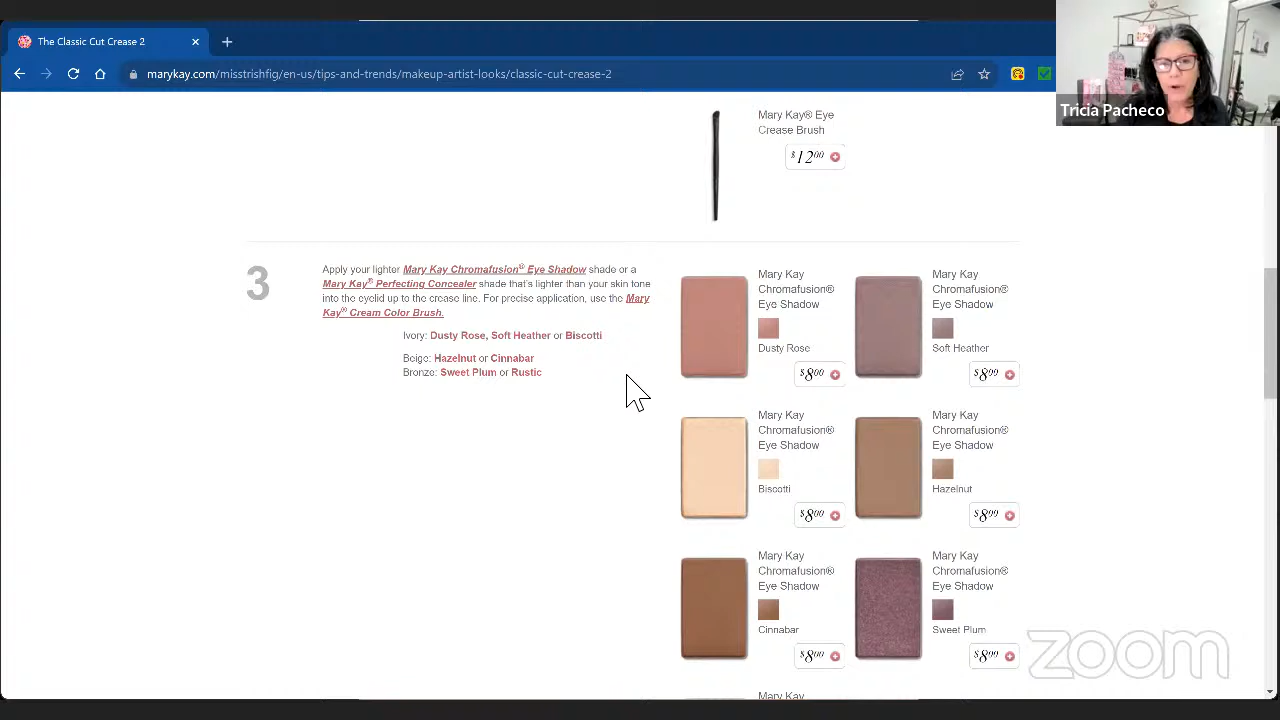 The Classic Cut Crease 2
marykay.com/misstrishfig/en-us/tips-and-trends/makeup-artist-looks/classic-cut-crease-2
Tricia Pacheco
Mary Kay® Eye
Crease Brush
$12.00
3
Apply your lighter Mary Kay Chromafusion® Eye Shadow shade or a
Mary Kay® Perfecting Concealer shade that's lighter than your skin tone
into the eyelid up to the crease line. For precise application, use the Mary
Kay® Cream Color Brush.
Ivory: Dusty Rose, Soft Heather or Biscotti
Beige: Hazelnut or Cinnabar
Bronze: Sweet Plum or Rustic
Mary Kay
Chromafusion®
Eye Shadow
Dusty Rose
$8.00
Mary Kay
Chromafusion®
Eye Shadow
Soft Heather
$8.00
Mary Kay
Chromafusion®
Eye Shadow
Biscotti
$8.00
Mary Kay
Chromafusion®
Eye Shadow
Hazelnut
$8.00
Mary Kay
Chromafusion®
Eye Shadow
Cinnabar
$8.00
Mary Kay
Chromafusion®
Eye Shadow
Sweet Plum
$8.00
Mary Kay
zoom